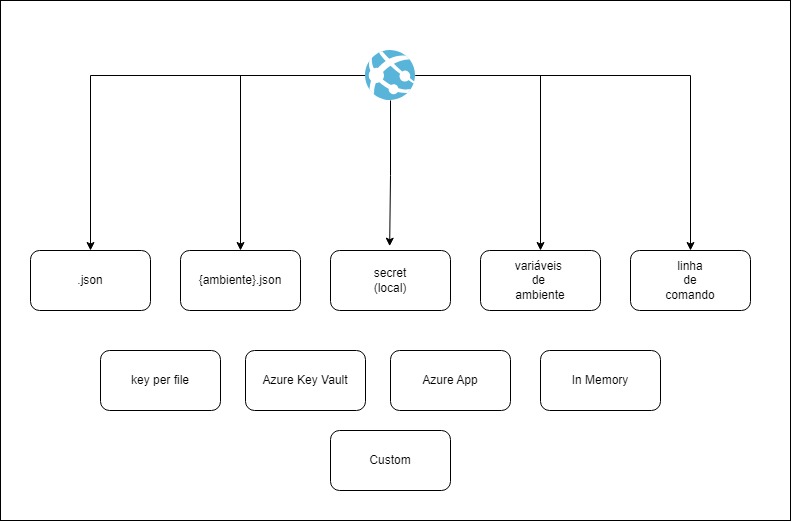 .json
{ambiente}.json
secret
(local)
variáveis
de
ambiente
linha
de
comando
key per file
Azure Key Vault
Azure App
In Memory
Custom